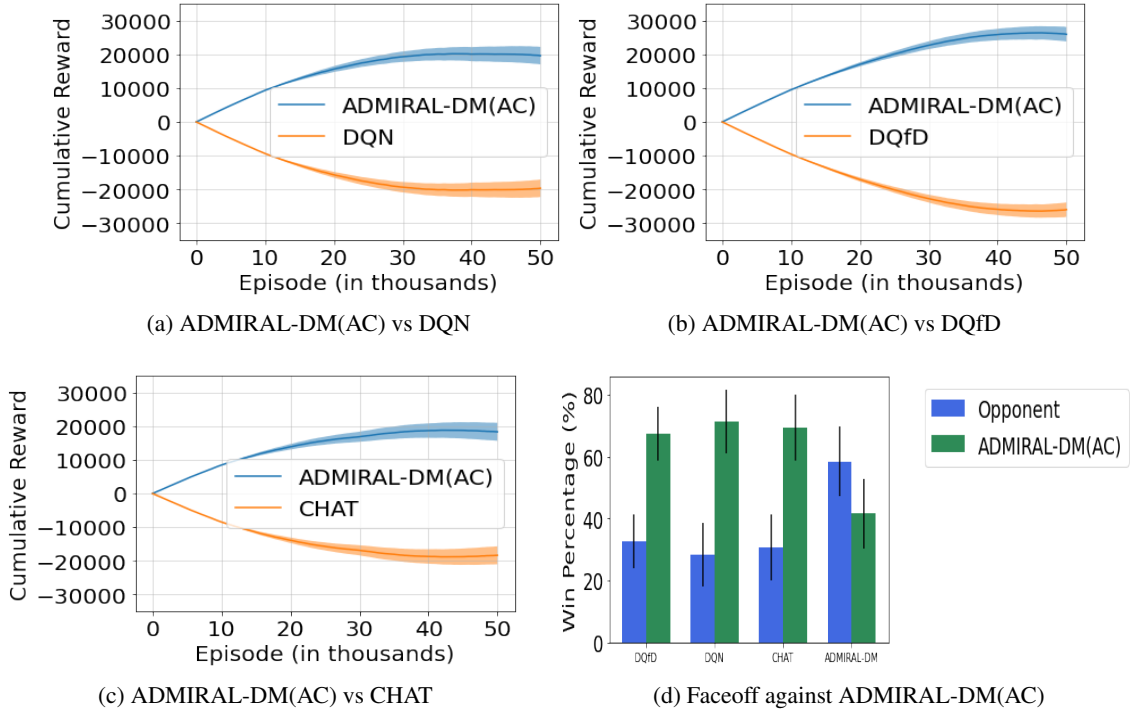 30000
20000
10000
0
−10000
−20000
−30000
Cumulative Reward
ADMIRAL-DM(AC)
DQN
0 10 20 30 40 50
Episode (in thousands)
(a) ADMIRAL-DM(AC) vs DQN
30000
20000
10000
0
−10000
−20000
−30000
Cumulative Reward
ADMIRAL-DM(AC)
DQfD
0 10 20 30 40 50
Episode (in thousands)
(b) ADMIRAL-DM(AC) vs DQfD
30000
20000
10000
0
−10000
−20000
−30000
Cumulative Reward
ADMIRAL-DM(AC)
CHAT
0 10 20 30 40 50
Episode (in thousands)
(c) ADMIRAL-DM(AC) vs CHAT
80
60
40
20
0
Win Percentage (%)
DQfD DQN CHAT ADMIRAL-DM
Opponent
ADMIRAL-DM(AC)
(d) Faceoff against ADMIRAL-DM(AC)